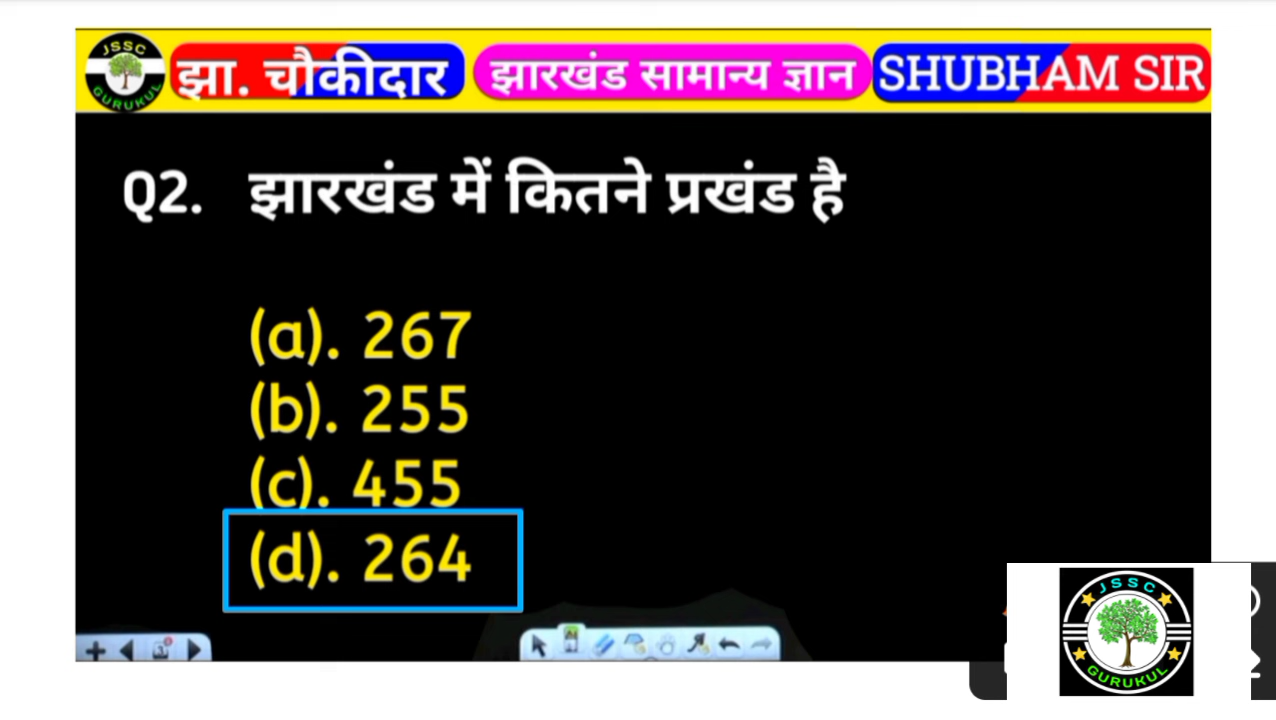 JSSC GURUKUL
झा. चौकीदार झारखंड सामान्य ज्ञान SHUBHAM SIR
Q2. झारखंड में कितने प्रखंड है
(a). 267
(b). 255
(c). 455
(d). 264
JSSC
GURUKUL